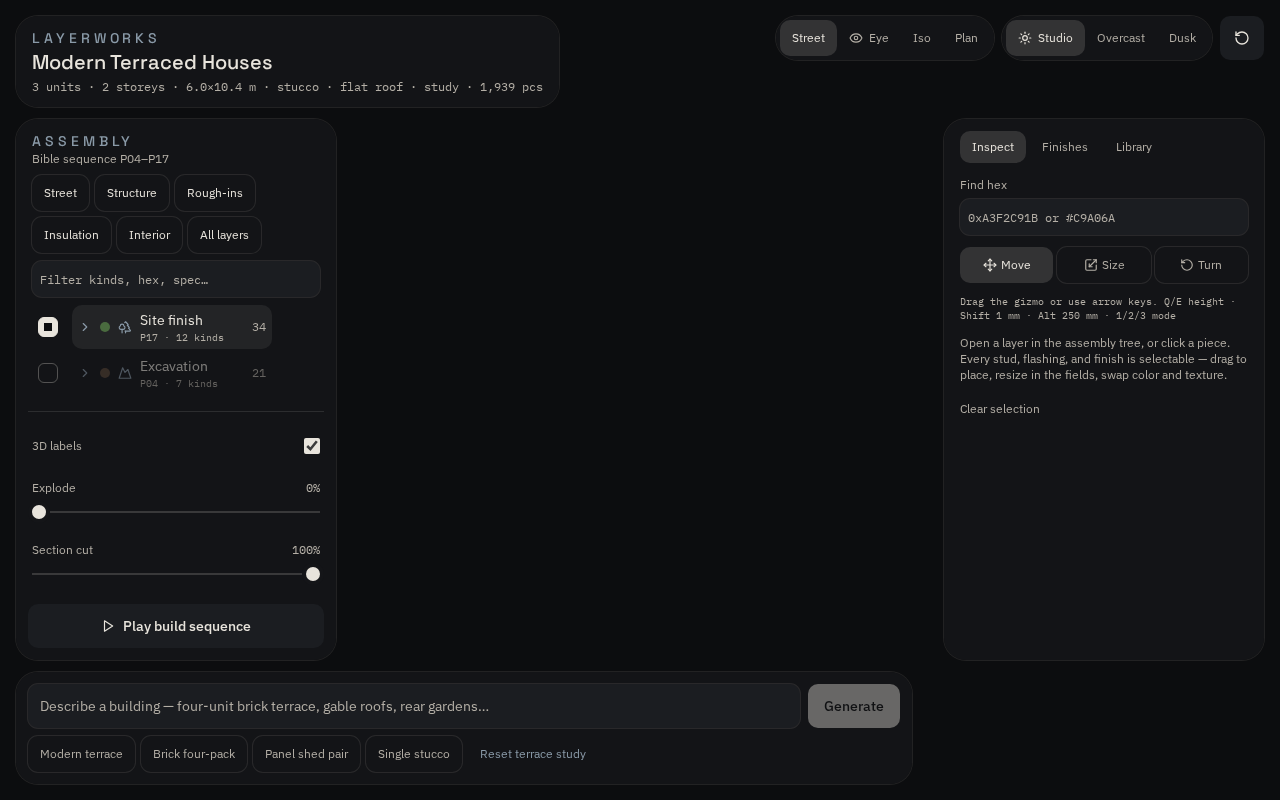 LAYERWORKS
Modern Terraced Houses
3 units · 2 storeys · 6.0×10.4 m · stucco · flat roof · study · 1,939 pcs
Street
Eye
Iso
Plan
Studio
Overcast
Dusk
ASSEMBLY
Bible sequence P04–P17
Street
Structure
Rough-ins
Insulation
Interior
All layers
Filter kinds, hex, spec…
Site finish
34
P17 · 12 kinds
Excavation
21
P04 · 7 kinds
3D labels
Explode
0%
Section cut
100%
Play build sequence
Inspect
Finishes
Library
Find hex
0xA3F2C91B or #C9A06A
Move
Size
Turn
Drag the gizmo or use arrow keys. Q/E height ·
Shift 1 mm · Alt 250 mm · 1/2/3 mode
Open a layer in the assembly tree, or click a piece.
Every stud, flashing, and finish is selectable — drag to
place, resize in the fields, swap color and texture.
Clear selection
Describe a building — four-unit brick terrace, gable roofs, rear gardens…
Generate
Modern terrace
Brick four-pack
Panel shed pair
Single stucco
Reset terrace study